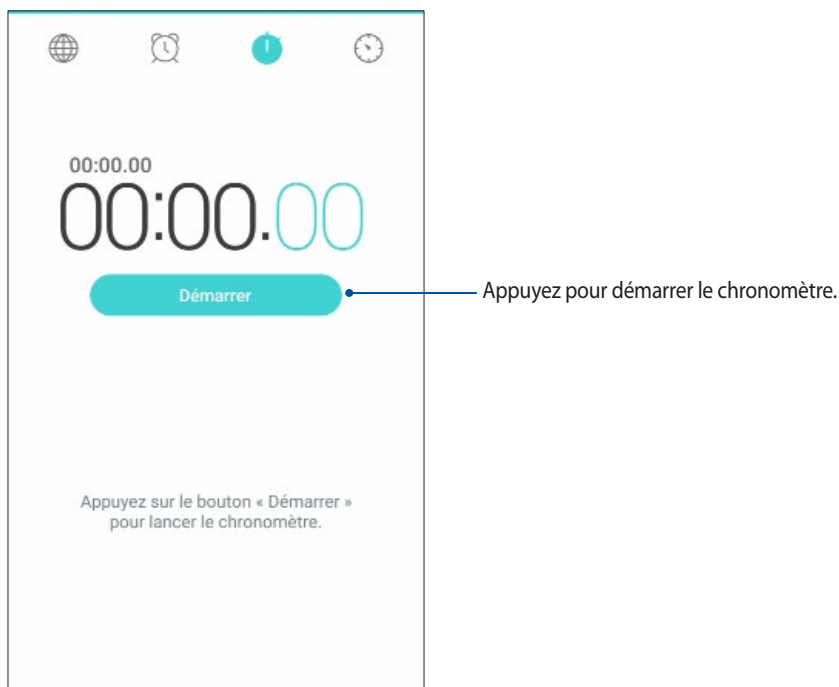 00:00.00
00:00.00
Démarrer
Appuyez pour démarrer le chronomètre.
Appuyez sur le bouton « Démarrer »
pour lancer le chronomètre.